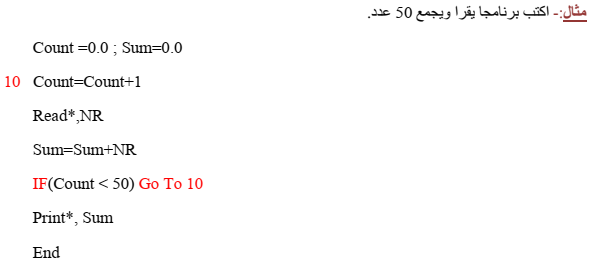 مثال:- اكتب برنامجا يقرا ويجمع 50 عدد.
Count =0.0 ; Sum=0.0
10 Count=Count+1
Read*,NR
Sum=Sum+NR
IF(Count < 50) Go To 10
Print*, Sum
End